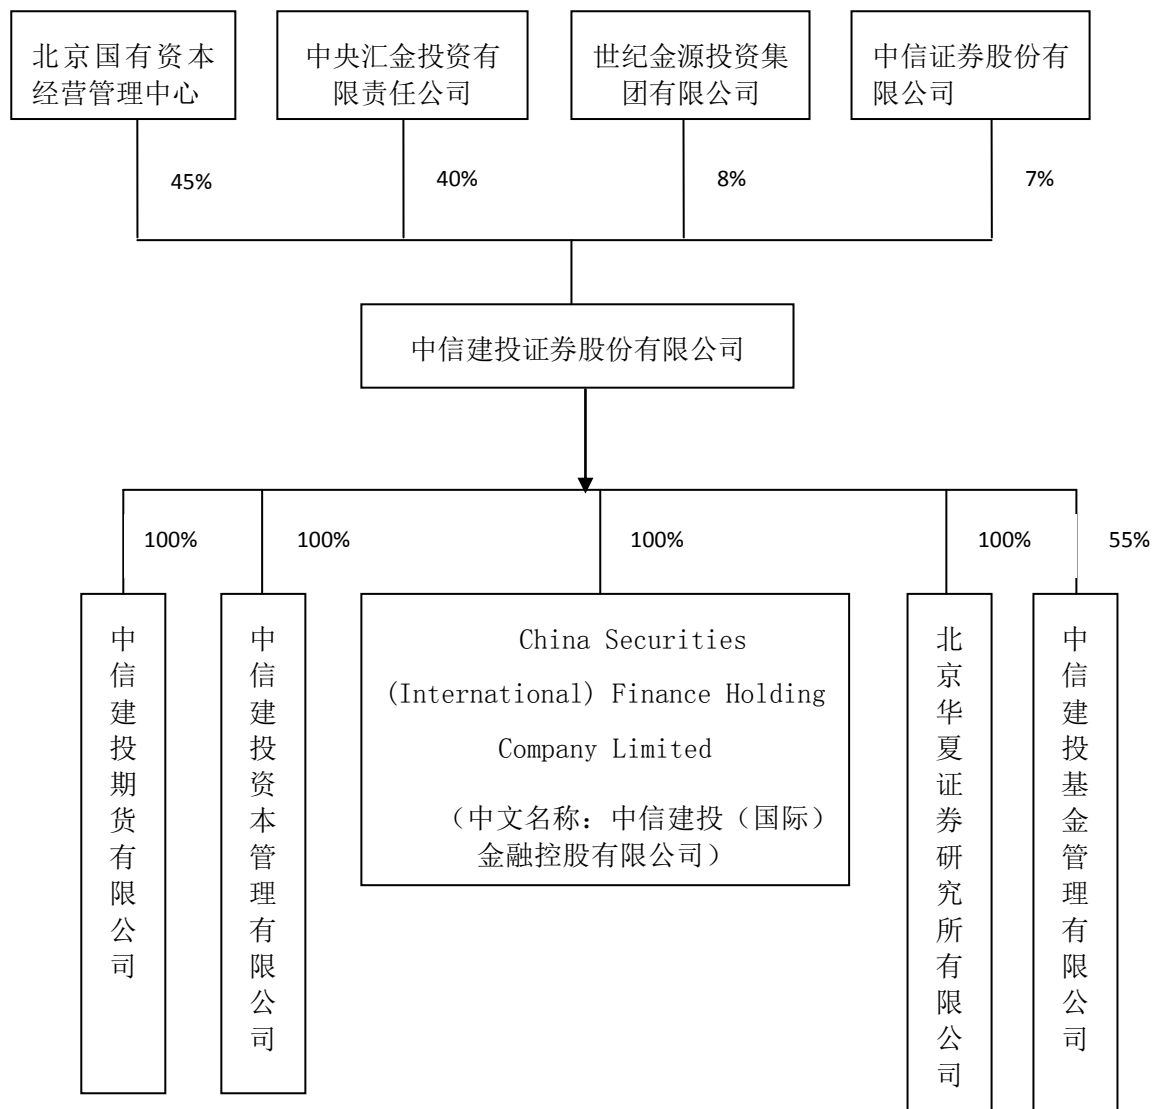 北京国有资本
经营管理中心
中央汇金投资有
限责任公司
世纪金源投资集
团有限公司
中信证券股份有
限公司
45%
40%
8%
7%
中信建投证券股份有限公司
100%
100%
100%
100%
55%
中信建投期货有限公司
中信建投资本管理有限公司
China Securities
(International) Finance Holding
Company Limited
（中文名称：中信建投（国际）
金融控股有限公司）
北京华夏证券研究所有限公司
中信建投基金管理有限公司